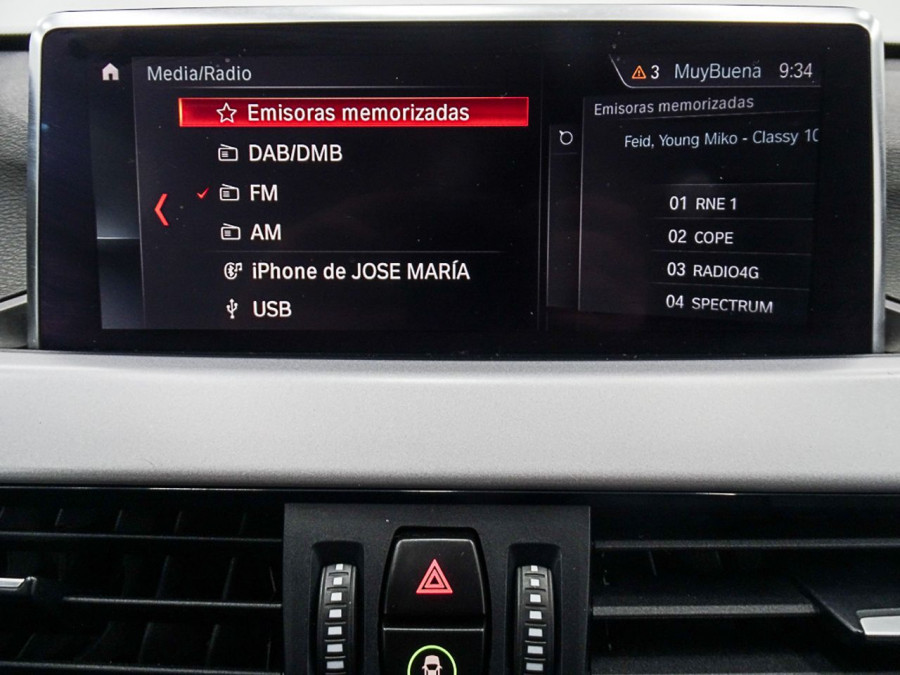 Media/Radio
3 MuyBuena 9:34
Emisoras memorizadas
DAB/DMB
FM
AM
iPhone de JOSE MARÍA
USB
Emisoras memorizadas
Feid, Young Miko - Classy 10
01 RNE 1
02 COPE
03 RADIO4G
04 SPECTRUM